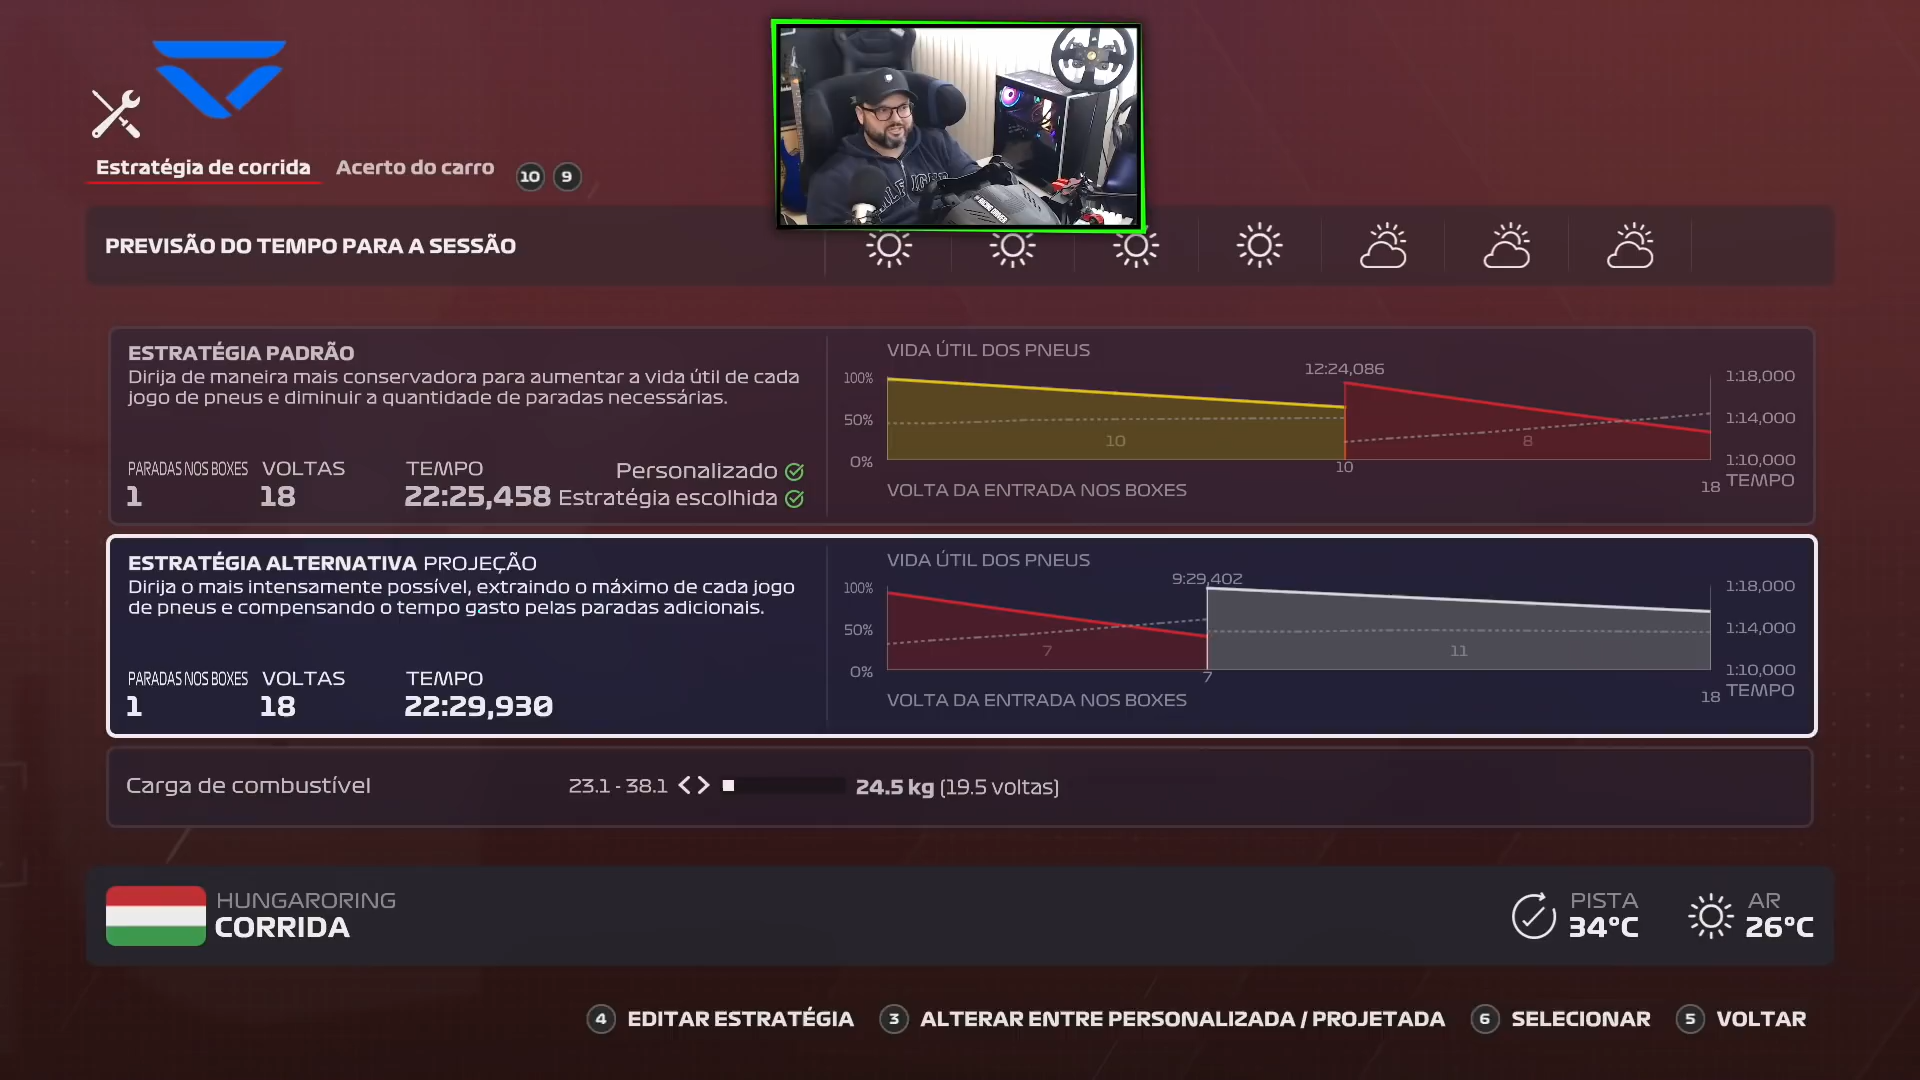 Estratégia de corrida
Acerto do carro
10
9
PREVISÃO DO TEMPO PARA A SESSÃO
ESTRATÉGIA PADRÃO
Dirija de maneira mais conservadora para aumentar a vida útil de cada
jogo de pneus e diminuir a quantidade de paradas necessárias.
PARADAS NOS BOXES
VOLTAS
TEMPO
Personalizado
1
18
22:25,458
Estratégia escolhida
VIDA ÚTIL DOS PNEUS
12:24,086
100%
50%
0%
10
8
10
18
1:18,000
1:14,000
1:10,000
TEMPO
VOLTA DA ENTRADA NOS BOXES
ESTRATÉGIA ALTERNATIVA PROJEÇÃO
Dirija o mais intensamente possível, extraindo o máximo de cada jogo
de pneus e compensando o tempo gasto pelas paradas adicionais.
PARADAS NOS BOXES
VOLTAS
TEMPO
1
18
22:29,930
VIDA ÚTIL DOS PNEUS
9:29,402
100%
50%
0%
7
11
7
18
1:18,000
1:14,000
1:10,000
TEMPO
VOLTA DA ENTRADA NOS BOXES
Carga de combustível
23.1 - 38.1
24.5 kg (19.5 voltas)
HUNGARORING
CORRIDA
PISTA
34°C
AR
26°C
4 EDITAR ESTRATÉGIA
3 ALTERAR ENTRE PERSONALIZADA / PROJETADA
6 SELECIONAR
5 VOLTAR